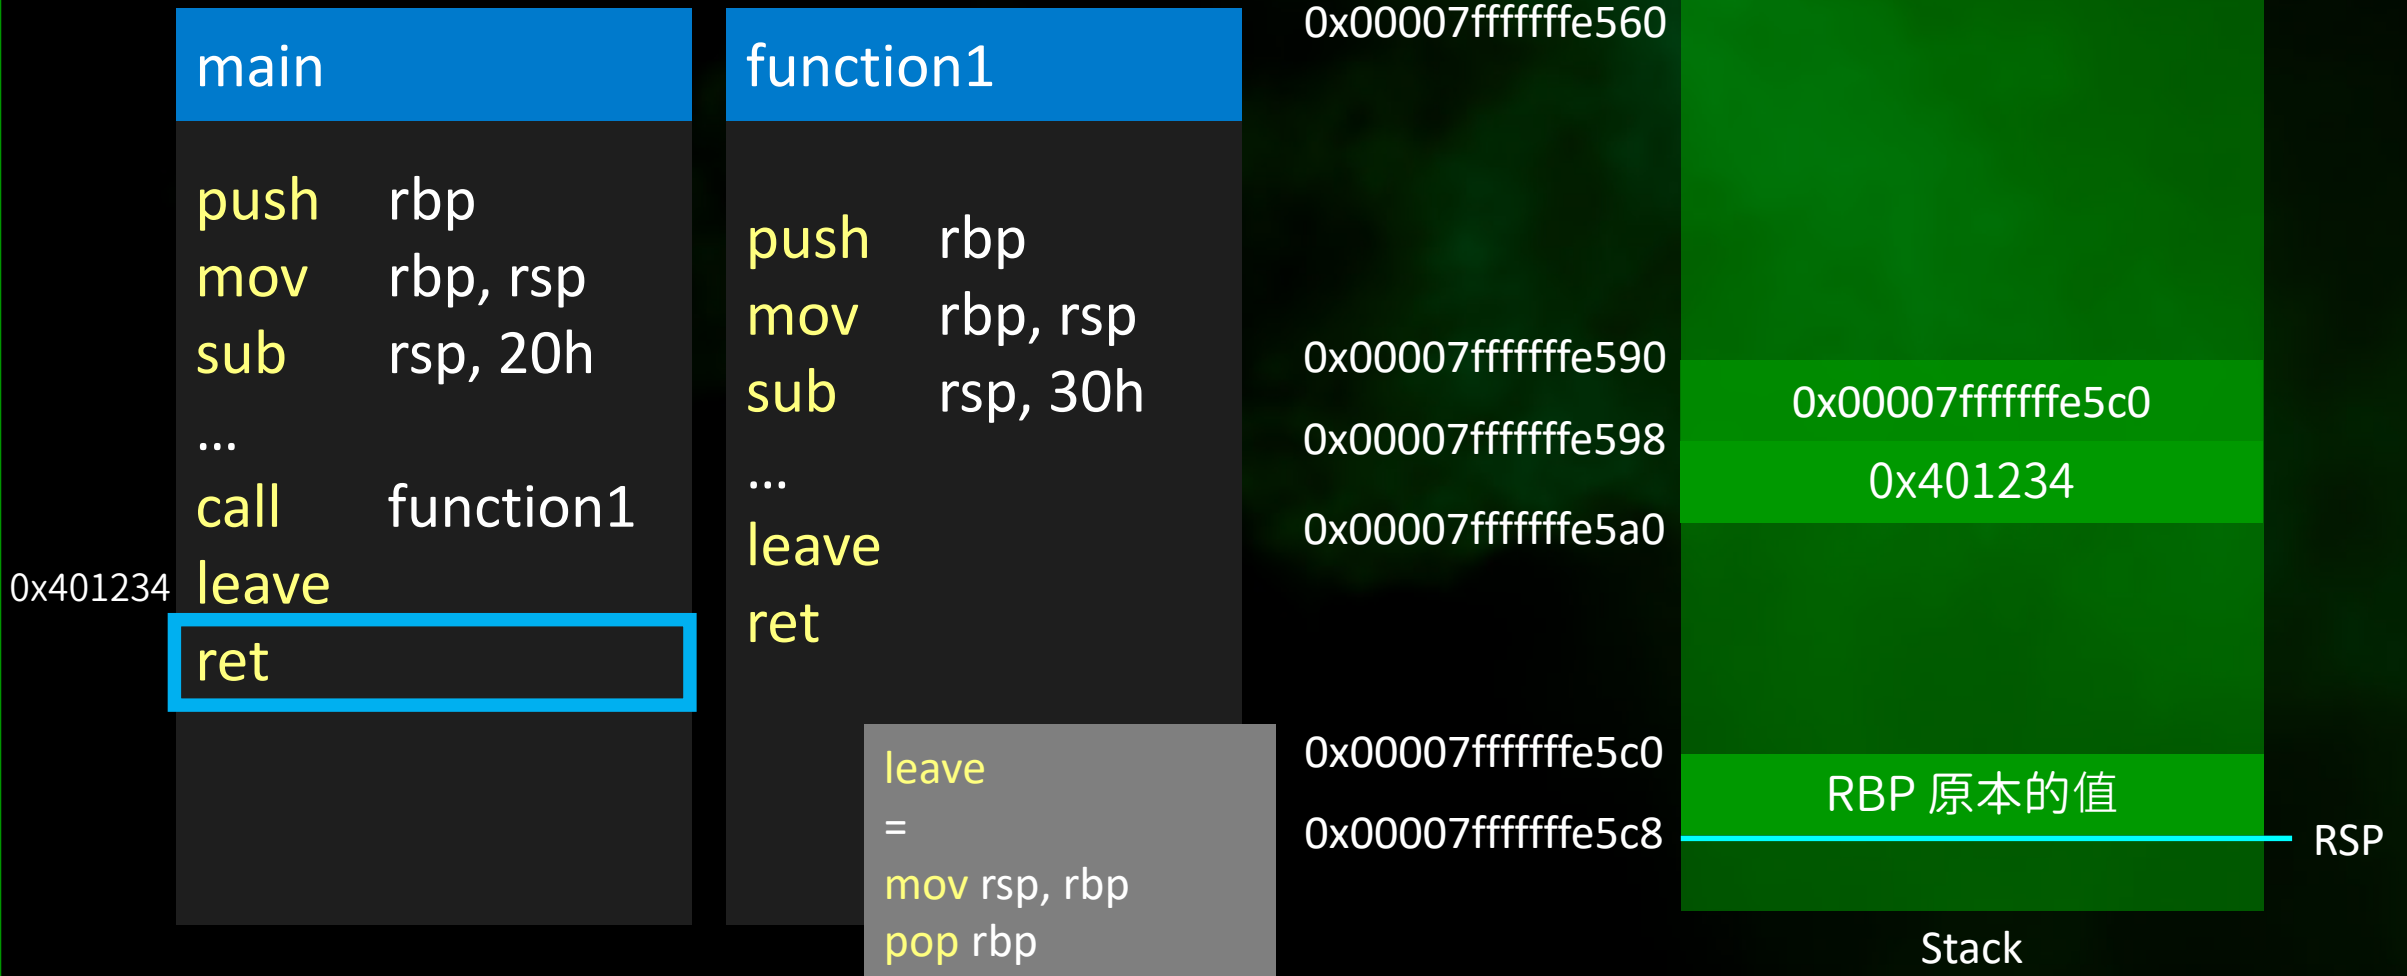 main
push rbp
mov rbp, rsp
sub rsp, 20h
...
call function1
0x401234 leave
ret
function1
push rbp
mov rbp, rsp
sub rsp, 30h
...
leave
ret
leave
=
mov rsp, rbp
pop rbp
0x00007fffffffe560
0x00007fffffffe590
0x00007fffffffe5c0
0x00007fffffffe598
0x401234
0x00007fffffffe5a0
0x00007fffffffe5c0
RBP 原本的值
0x00007fffffffe5c8
RSP
Stack